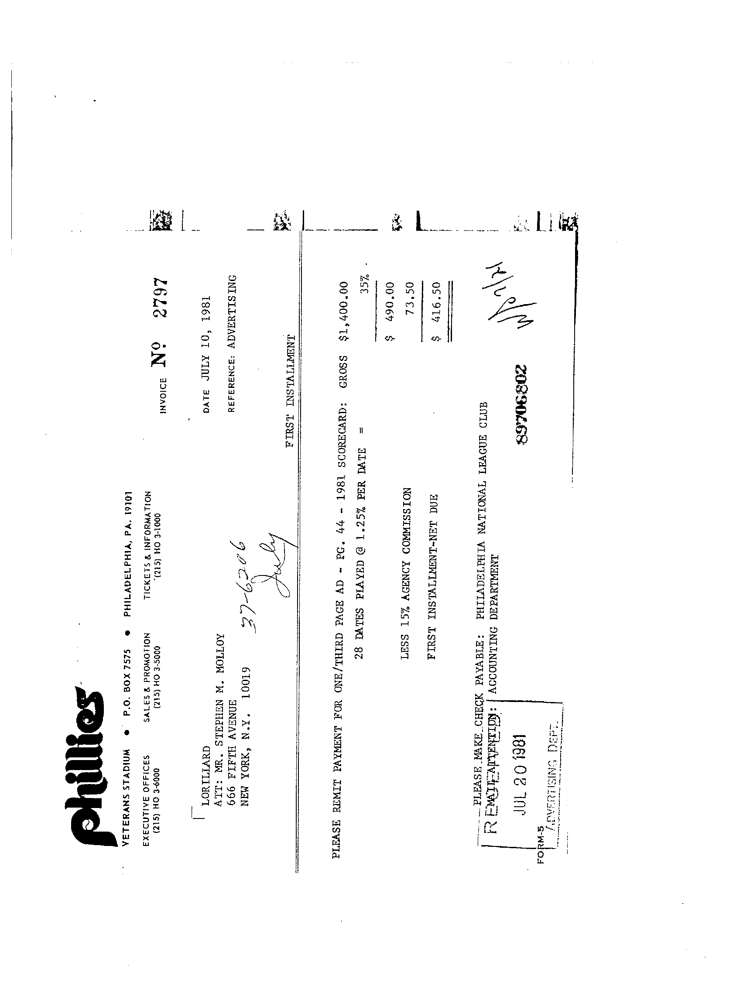 phillies
VETERANS STADIUM • P.O. BOX 7575 • PHILADELPHIA, PA. 19101
EXECUTIVE OFFICES SALES & PROMOTION TICKETS & INFORMATION
(215) HO 3-6000 (215) HO 3-5000 (215) HO 3-1000
INVOICE Nº 2797
LORILLARD
ATT: MR. STEPHEN M. MOLLOY
666 FIFTH AVENUE
NEW YORK, N.Y. 10019
DATE JULY 10, 1981
REFERENCE: ADVERTISING
37-6206
July
FIRST INSTALLMENT
PLEASE REMIT PAYMENT FOR ONE/THIRD PAGE AD - PG. 44 - 1981 SCORECARD: GROSS $1,400.00
28 DATES PLAYED @ 1.25% PER DATE = 35%
$ 490.00
LESS 15% AGENCY COMMISSION 73.50
FIRST INSTALLMENT-NET DUE $ 416.50
PLEASE MAKE CHECK PAYABLE: PHILADELPHIA NATIONAL LEAGUE CLUB
ACCOUNTING DEPARTMENT
JUL 20 1981
ADVERTISING DEPT.
FORM-5
89706802